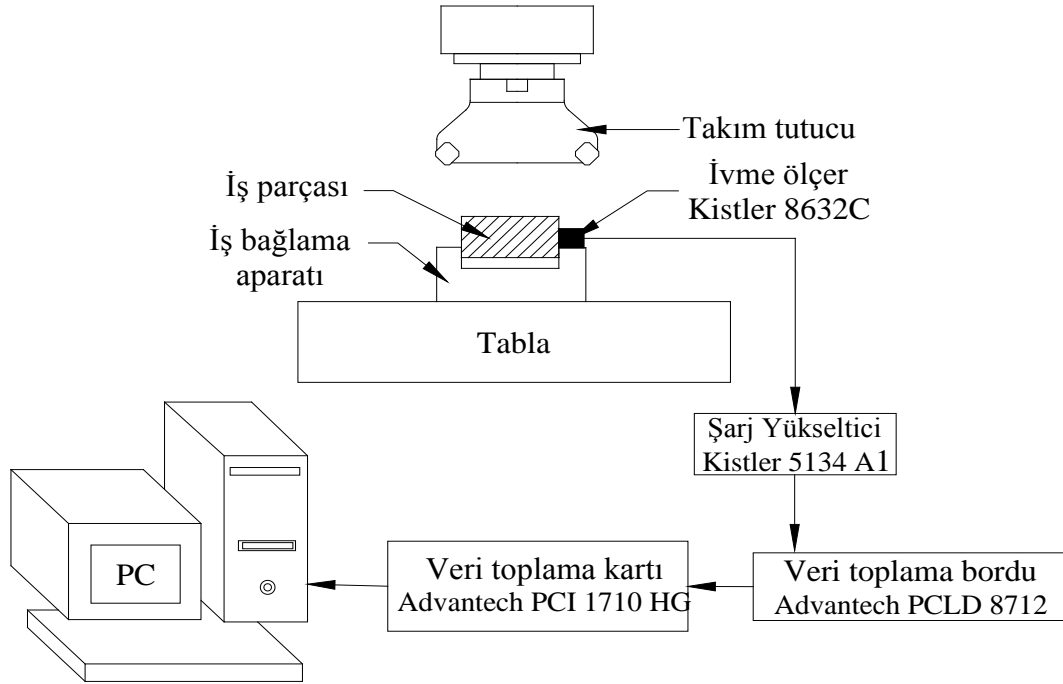 Takım tutucu
İş parçası
İvme ölçer
Kistler 8632C
İş bağlama
aparatı
Tabla
Şarj Yükseltici
Kistler 5134 A1
PC
Veri toplama kartı
Advantech PCI 1710 HG
Veri toplama bordu
Advantech PCLD 8712